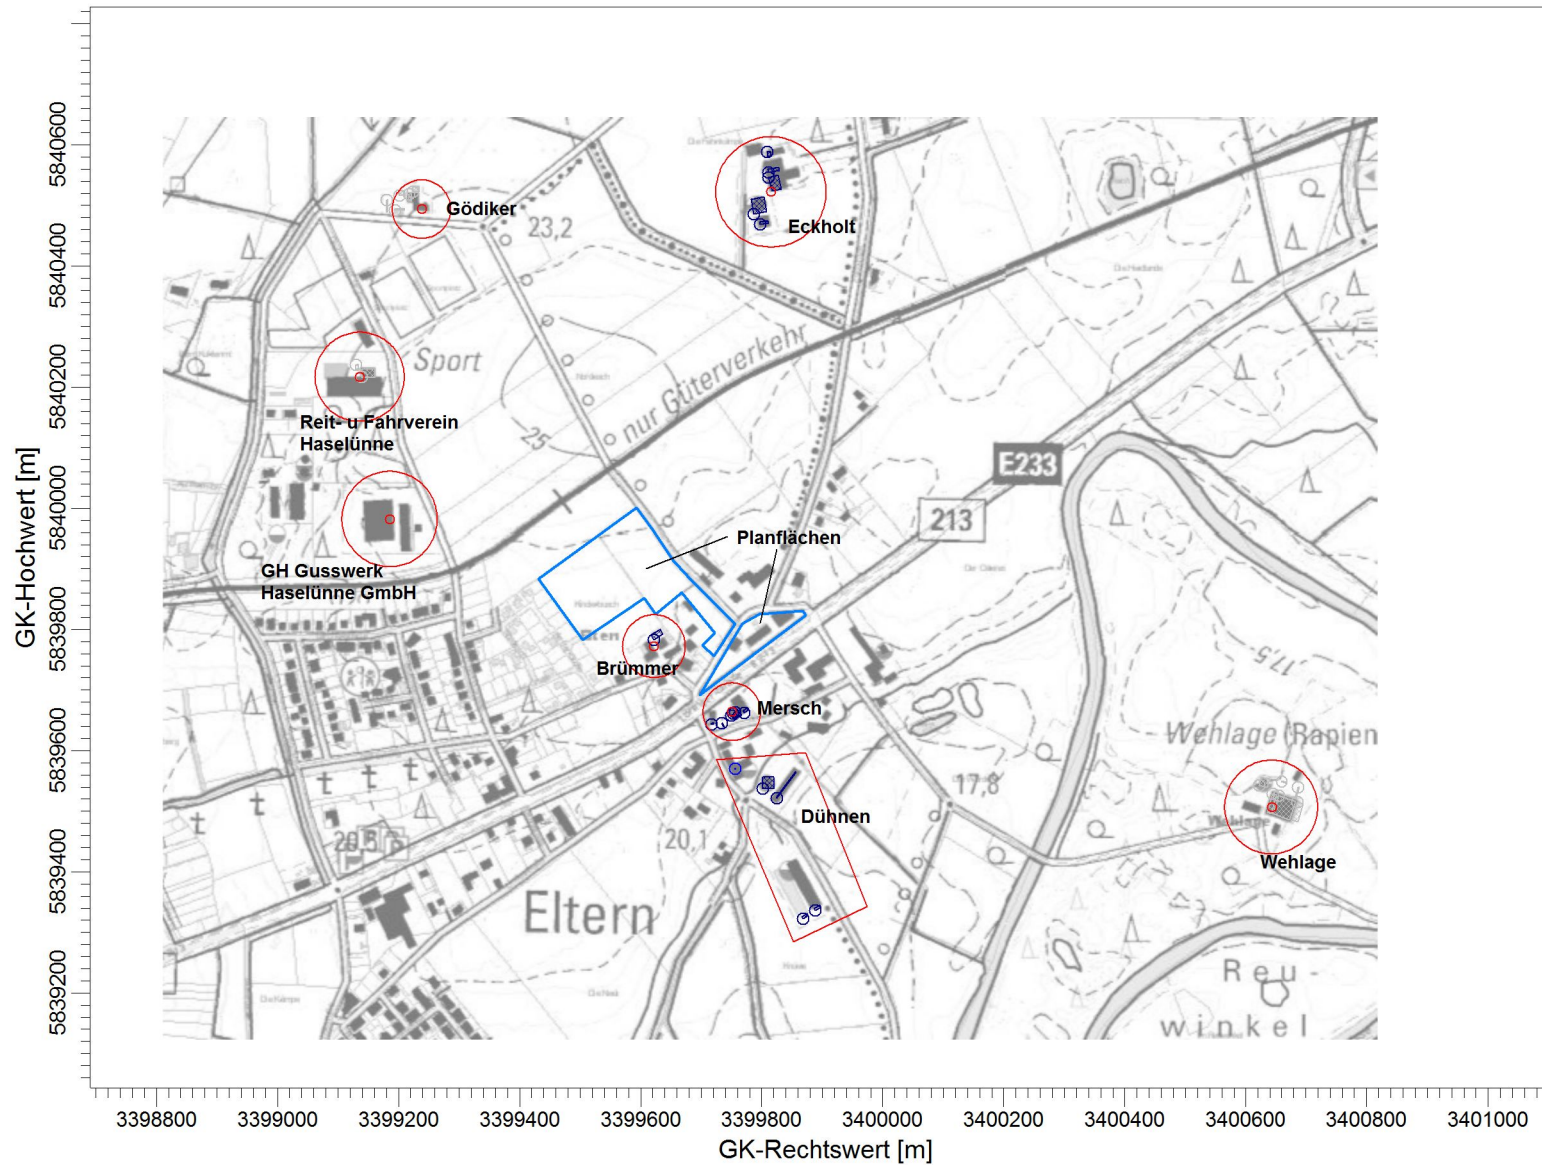 GK-Hochwert [m]
5840600
5840400
5840200
5840000
5839800
5839600
5839400
5839200
Gödiker
23,2
Eckholt
Sport
nur Güterverkehr
Reit- u Fahrverein
Haselünne
25
E233
213
Planflächen
GH Gusswerk
Haselünne GmbH
Brümmer
Mersch
17,5
Wehlage (Rapien
17,8
Dühnen
20,1
Wehlage
Eltern
Reu-
winkel
3398800
3399000
3399200
3399400
3399600
3399800
3400000
3400200
3400400
3400600
3400800
3401000
GK-Rechtswert [m]